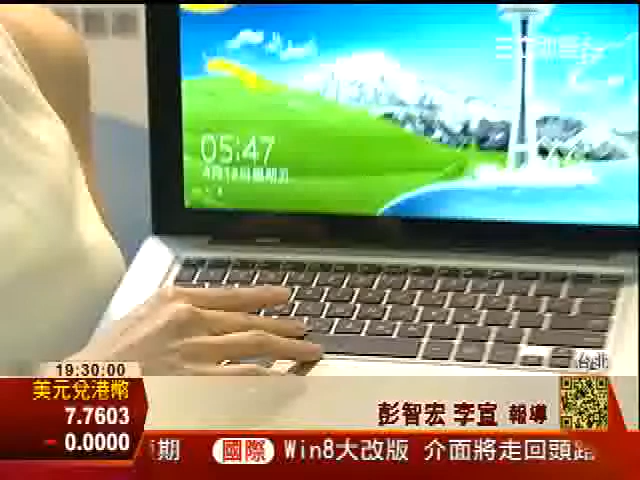 05:47
19:30:00
台北
美元兌港幣
7.7603
0.0000
彭智宏 李宜 報導
期 國際 Win8大改版 介面將走回頭路